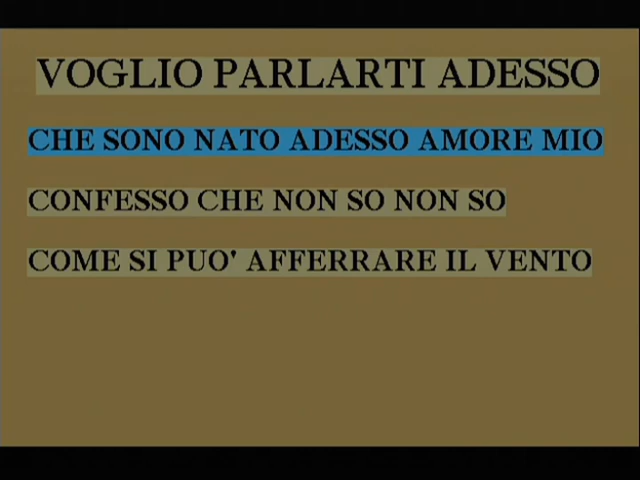 VOGLIO PARLARTI ADESSO
CHE SONO NATO ADESSO AMORE MIO
CONFESSO CHE NON SO NON SO
COME SI PUO' AFFERRARE IL VENTO